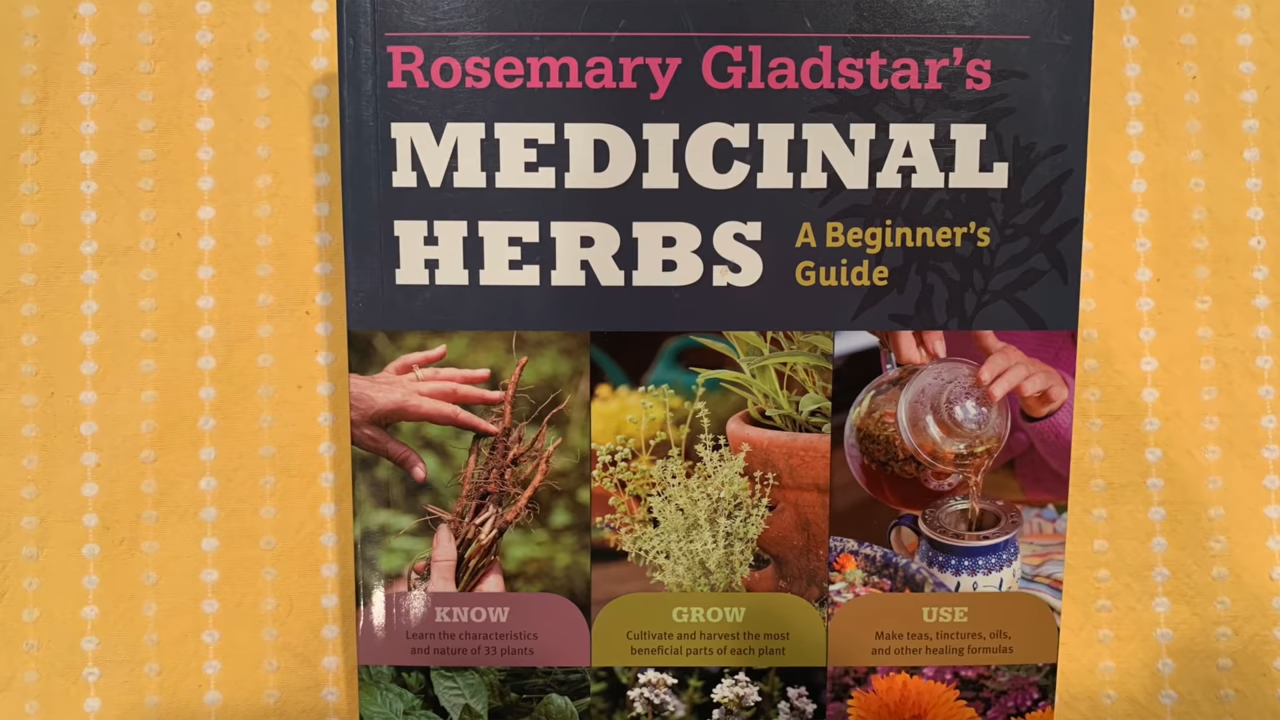 Rosemary Gladstar's
MEDICINAL
HERBS
A Beginner's
Guide
KNOW
Learn the characteristics
and nature of 33 plants
GROW
Cultivate and harvest the most
beneficial parts of each plant
USE
Make teas, tinctures, oils,
and other healing formulas